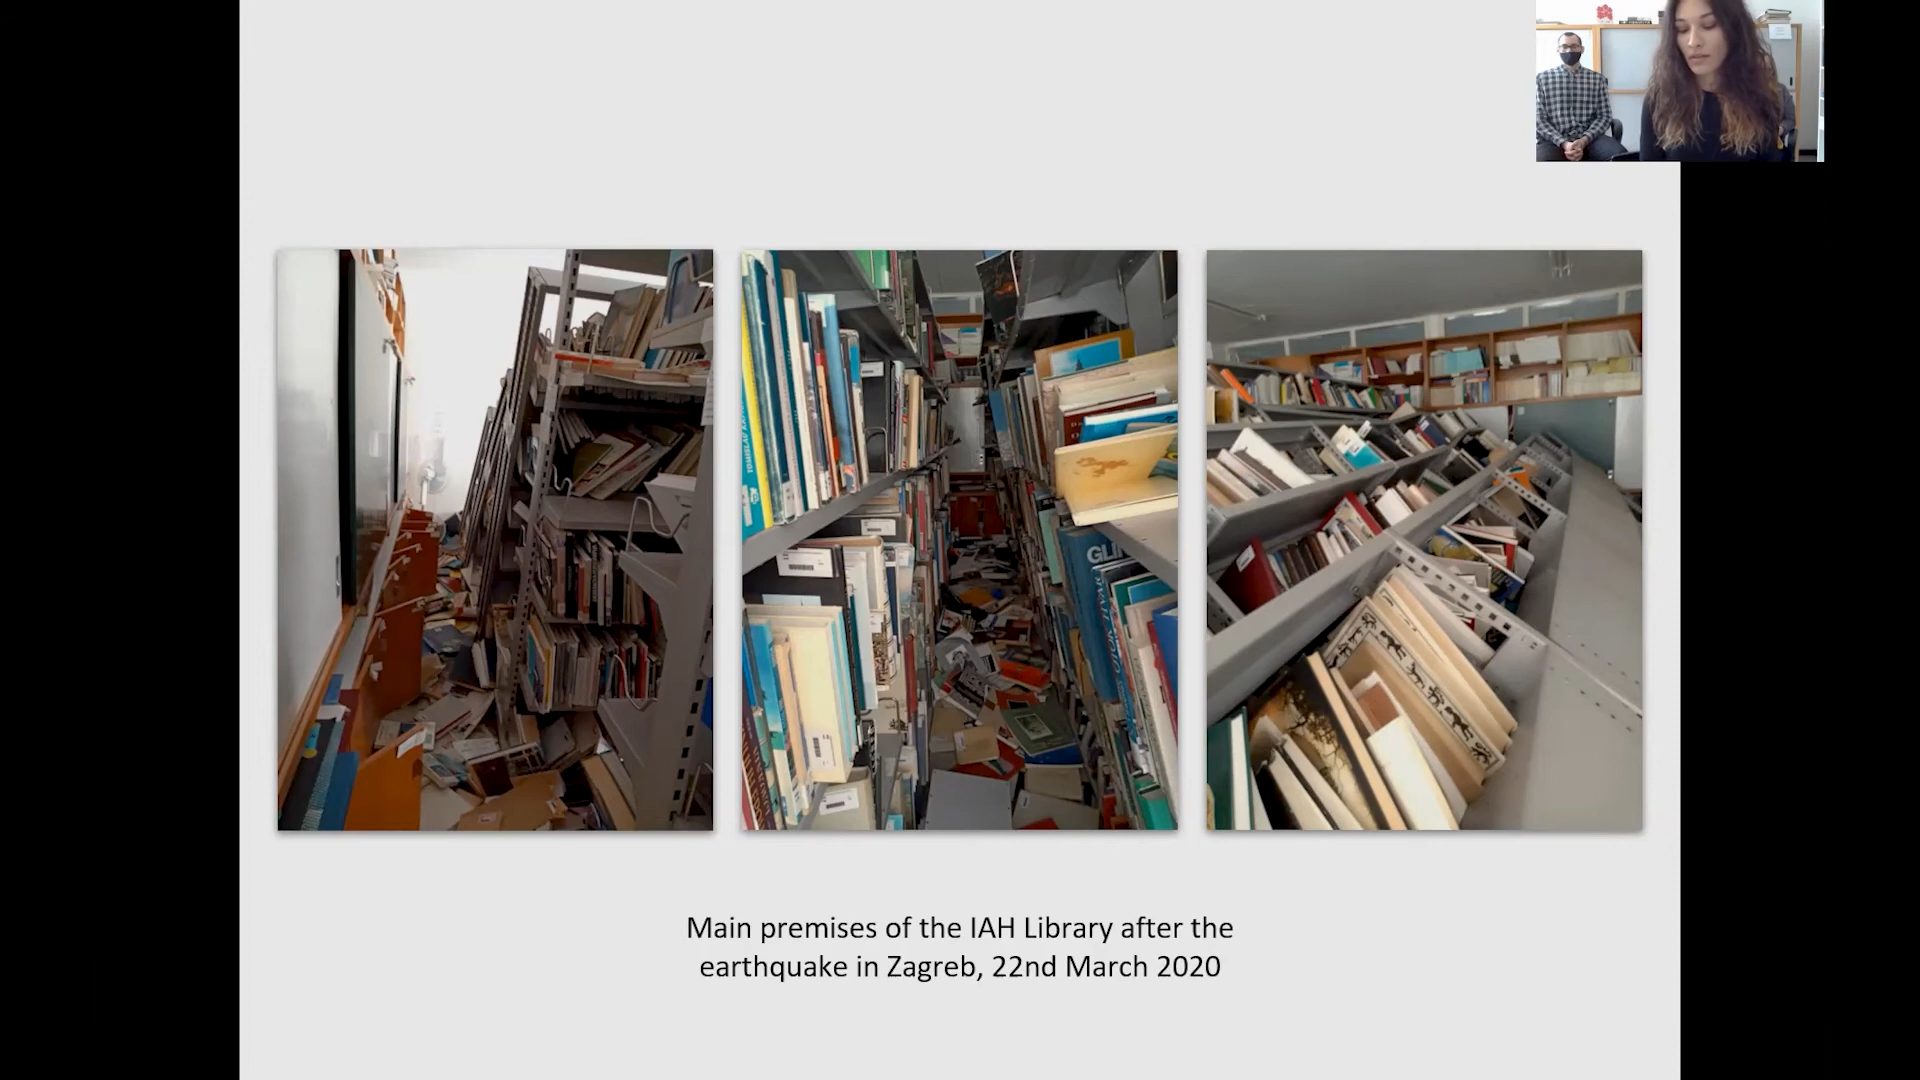 Main premises of the IAH Library after the
earthquake in Zagreb, 22nd March 2020